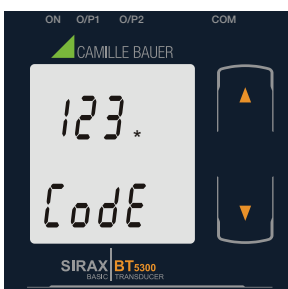 ON O/P1 O/P2 COM
CAMILLE BAUER
123.*
CodE
SIRAX BT5300
BASIC TRANSDUCER